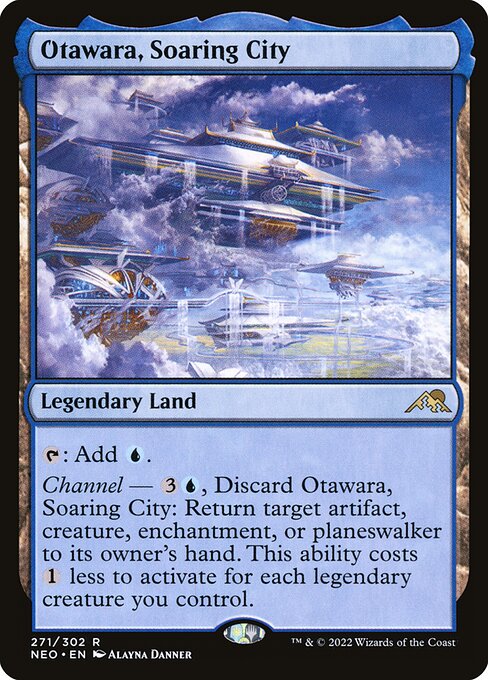 Otawara, Soaring City
Legendary Land
: Add .
Channel — 3 , Discard Otawara,
Soaring City: Return target artifact,
creature, enchantment, or planeswalker
to its owner's hand. This ability costs
1 less to activate for each legendary
creature you control.
271/302 R
NEO • EN Alayna Danner
™ & © 2022 Wizards of the Coast